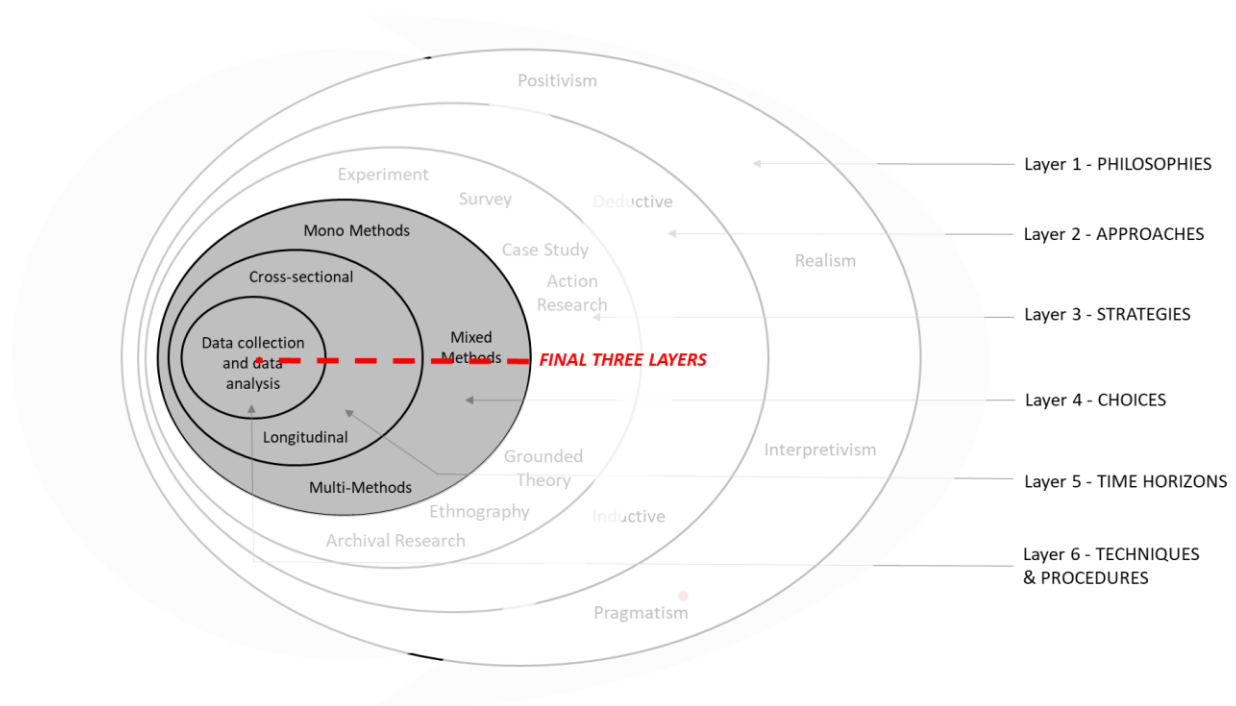 Positivism
Layer 1 - PHILOSOPHIES
Experiment
Survey
Deductive
Mono Methods
Layer 2 - APPROACHES
Case Study
Realism
Cross-sectional
Action
Research
Layer 3 - STRATEGIES
Data collection
and data
analysis
Mixed
Methods
FINAL THREE LAYERS
Layer 4 - CHOICES
Longitudinal
Interpretivism
Grounded
Theory
Layer 5 - TIME HORIZONS
Multi-Methods
Ethnography
Inductive
Archival Research
Layer 6 - TECHNIQUES
& PROCEDURES
Pragmatism